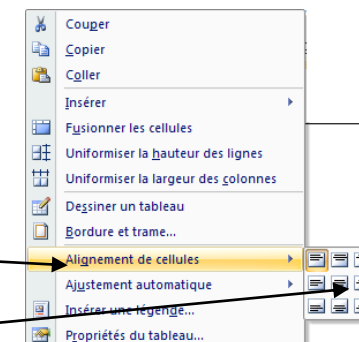 Couper
Copier
Coller
Insérer
Fusionner les cellules
Uniformiser la hauteur des lignes
Uniformiser la largeur des colonnes
Dessiner un tableau
Bordure et trame...
Alignement de cellules
Ajustement automatique
Insérer une légende...
Propriétés du tableau...